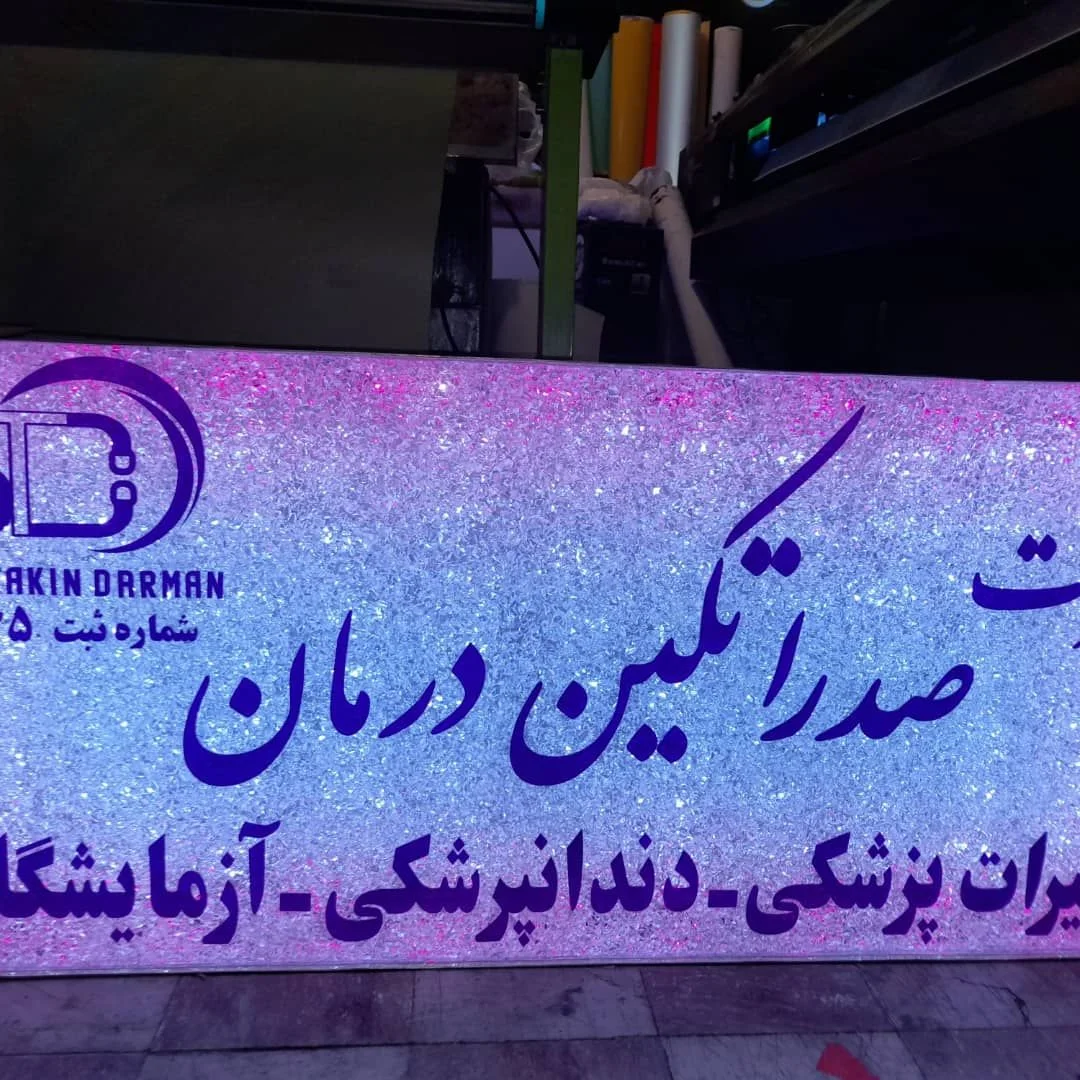 AKIN DARMAN
شماره ثبت
صدرا تکین درمان
پزشکی - دندانپزشکی - آزمایشگا